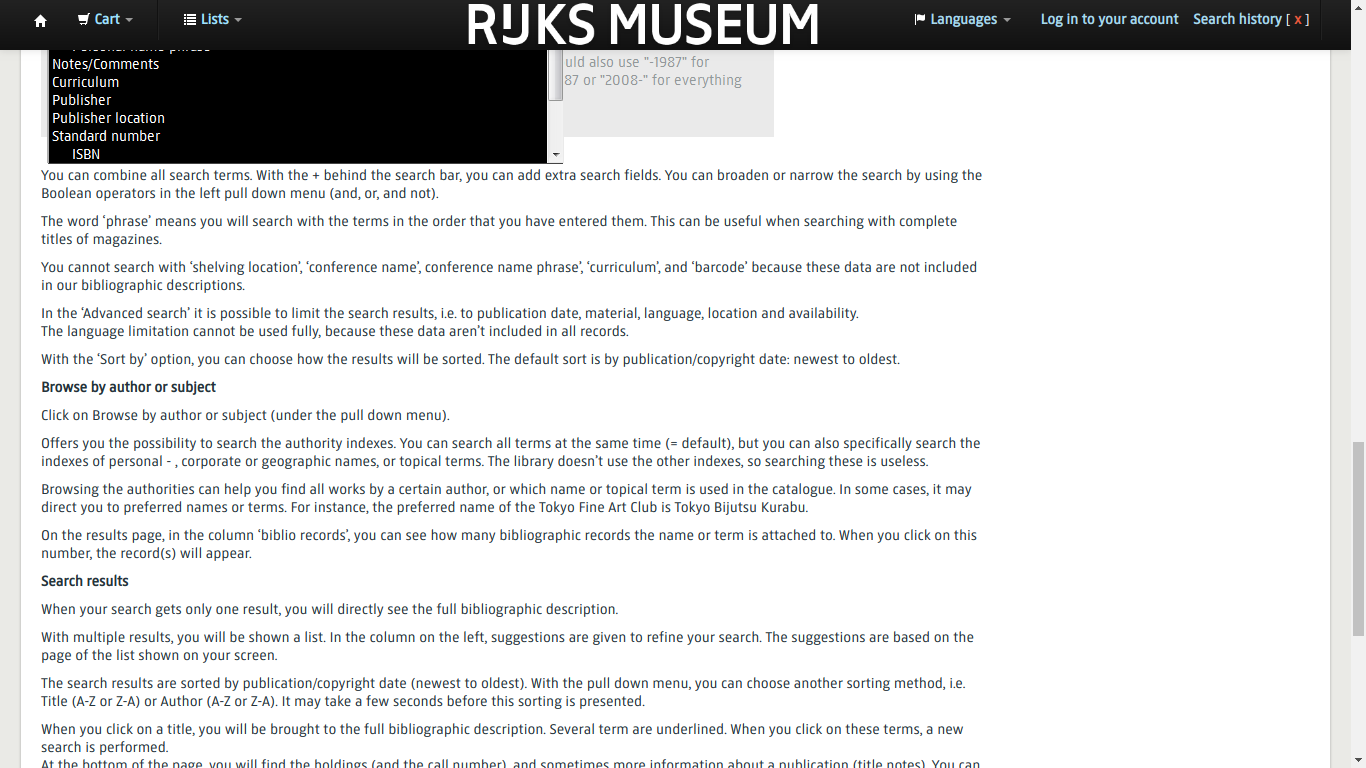 Cart
Lists
RIJKS MUSEUM
Languages
Log in to your account
Search history [ x ]
Notes/Comments
Curriculum
Publisher
Publisher location
Standard number
ISBN
uld also use "-1987" for
87 or "2008-" for everything
You can combine all search terms. With the + behind the search bar, you can add extra search fields. You can broaden or narrow the search by using the
Boolean operators in the left pull down menu (and, or, and not).
The word ‘phrase’ means you will search with the terms in the order that you have entered them. This can be useful when searching with complete
titles of magazines.
You cannot search with ‘shelving location’, ‘conference name’, conference name phrase’, ‘curriculum’, and ‘barcode’ because these data are not included
in our bibliographic descriptions.
In the ‘Advanced search’ it is possible to limit the search results, i.e. to publication date, material, language, location and availability.
The language limitation cannot be used fully, because these data aren’t included in all records.
With the ‘Sort by’ option, you can choose how the results will be sorted. The default sort is by publication/copyright date: newest to oldest.
Browse by author or subject
Click on Browse by author or subject (under the pull down menu).
Offers you the possibility to search the authority indexes. You can search all terms at the same time (= default), but you can also specifically search the
indexes of personal - , corporate or geographic names, or topical terms. The library doesn’t use the other indexes, so searching these is useless.
Browsing the authorities can help you find all works by a certain author, or which name or topical term is used in the catalogue. In some cases, it may
direct you to preferred names or terms. For instance, the preferred name of the Tokyo Fine Art Club is Tokyo Bijutsu Kurabu.
On the results page, in the column ‘biblio records’, you can see how many bibliographic records the name or term is attached to. When you click on this
number, the record(s) will appear.
Search results
When your search gets only one result, you will directly see the full bibliographic description.
With multiple results, you will be shown a list. In the column on the left, suggestions are given to refine your search. The suggestions are based on the
page of the list shown on your screen.
The search results are sorted by publication/copyright date (newest to oldest). With the pull down menu, you can choose another sorting method, i.e.
Title (A-Z or Z-A) or Author (A-Z or Z-A). It may take a few seconds before this sorting is presented.
When you click on a title, you will be brought to the full bibliographic description. Several term are underlined. When you click on these terms, a new
search is performed.
At the bottom of the page, you will find the holdings (and the call number), and sometimes more information about a publication (title notes). You can